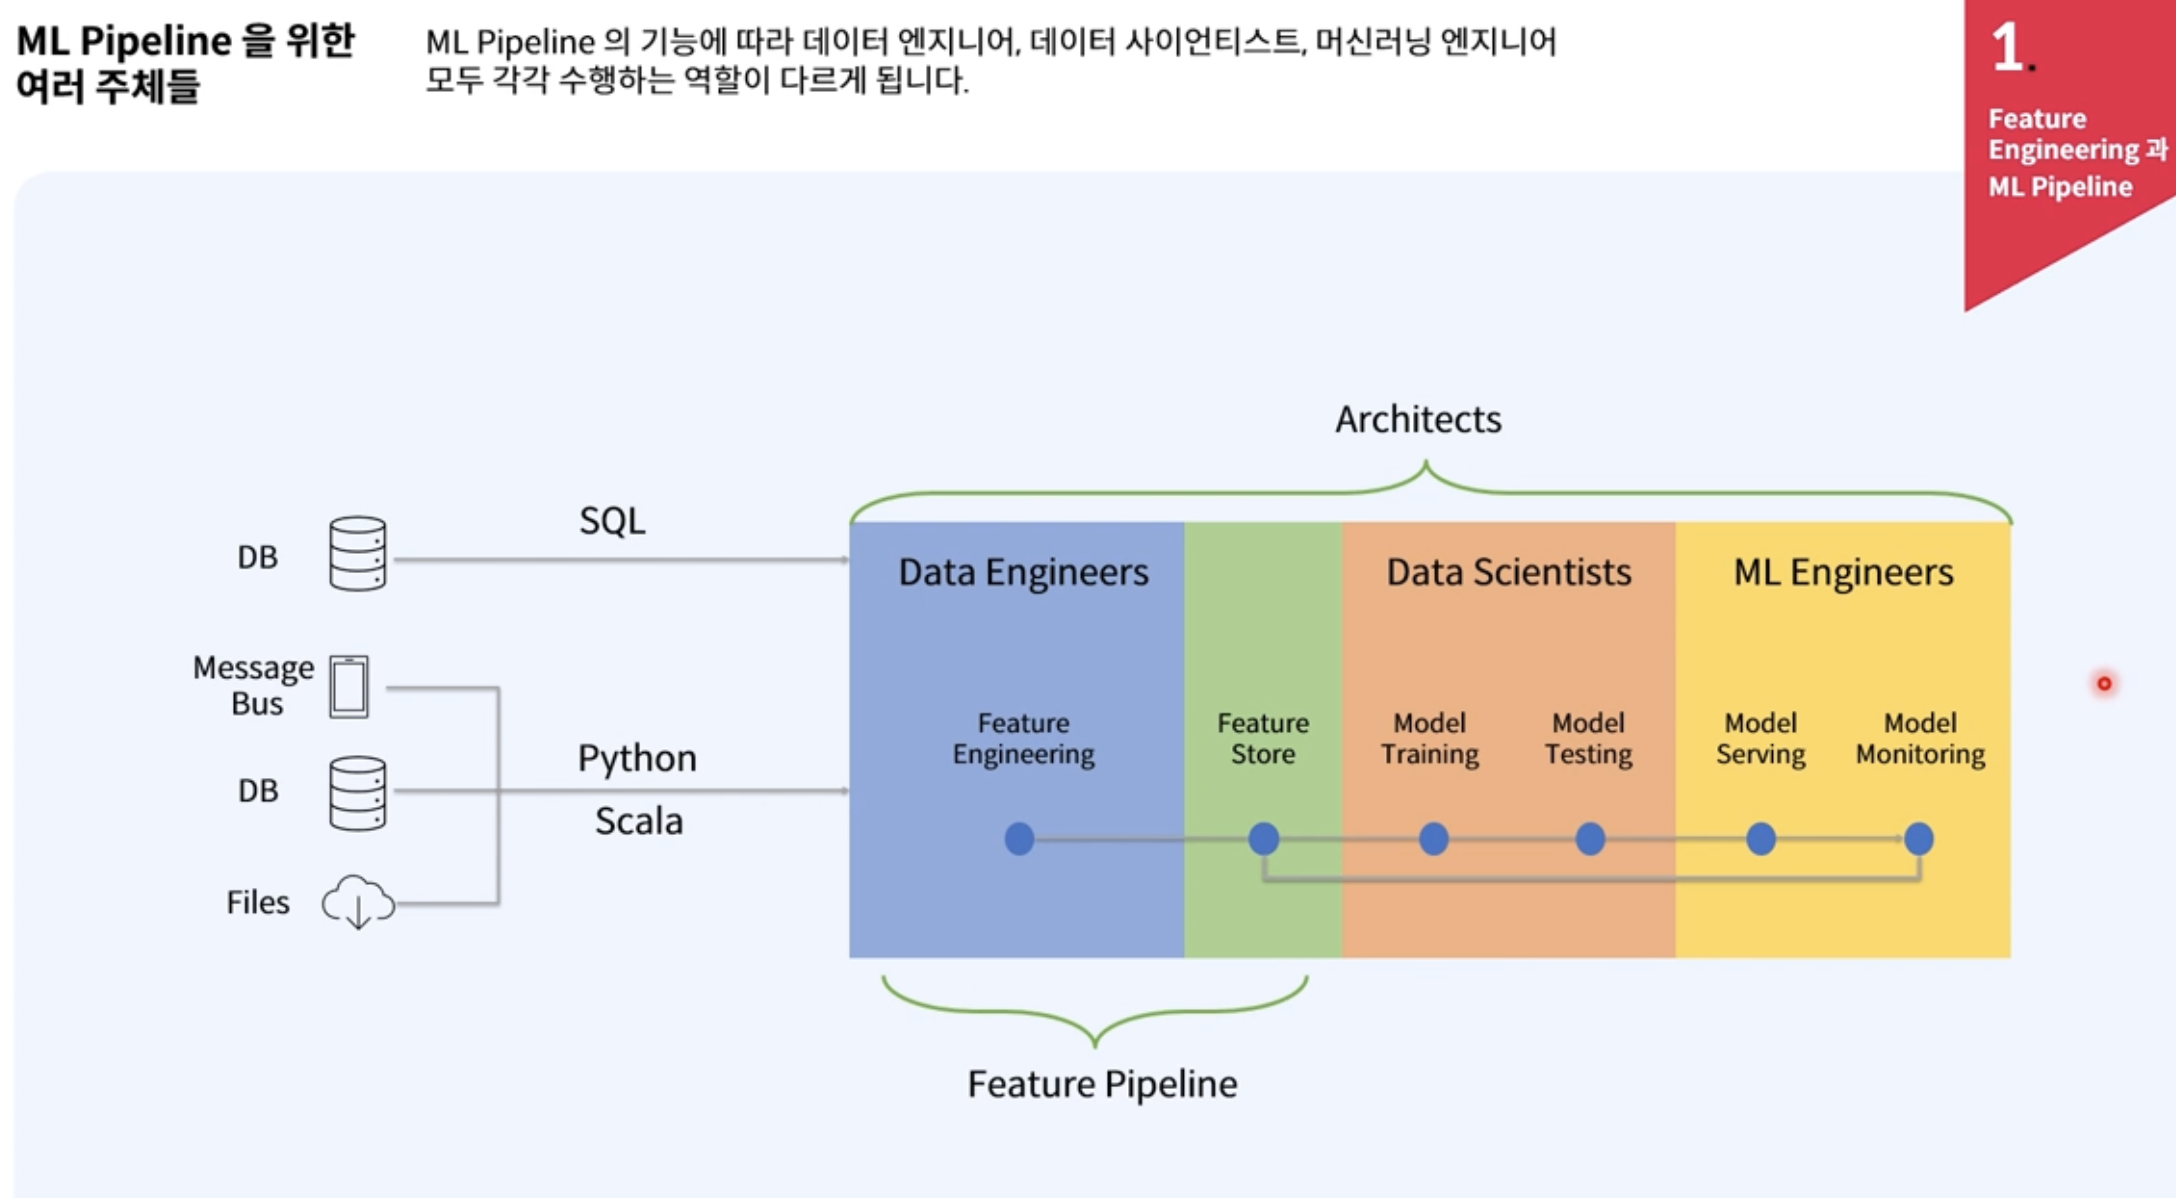 ML Pipeline 을 위한
여러 주체들
ML Pipeline 의 기능에 따라 데이터 엔지니어, 데이터 사이언티스트, 머신러닝 엔지니어
모두 각각 수행하는 역할이 다르게 됩니다.
1.
Feature
Engineering 과
ML Pipeline
Architects
DB
SQL
Message
Bus
DB
Python
Scala
Files
Data Engineers
Data Scientists
ML Engineers
Feature
Engineering
Feature
Store
Model
Training
Model
Testing
Model
Serving
Model
Monitoring
Feature Pipeline